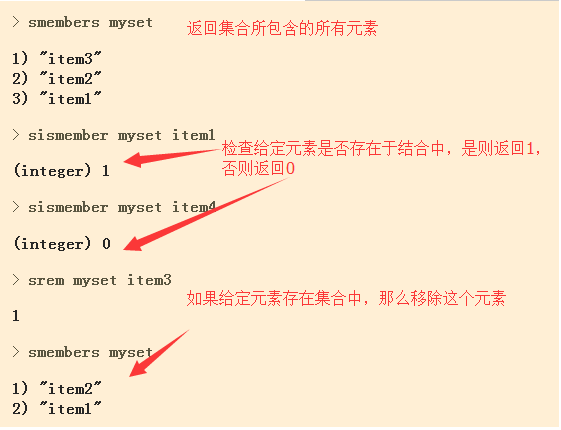 > smembers myset
返回集合所包含的所有元素
1) "item3"
2) "item2"
3) "item1"
> sismember myset item1
检查给定元素是否存在于结合中，是则返回1，
否则返回0
(integer) 1
> sismember myset item4
(integer) 0
> srem myset item3
如果给定元素存在集合中，那么移除这个元素
1
> smembers myset
1) "item2"
2) "item1"